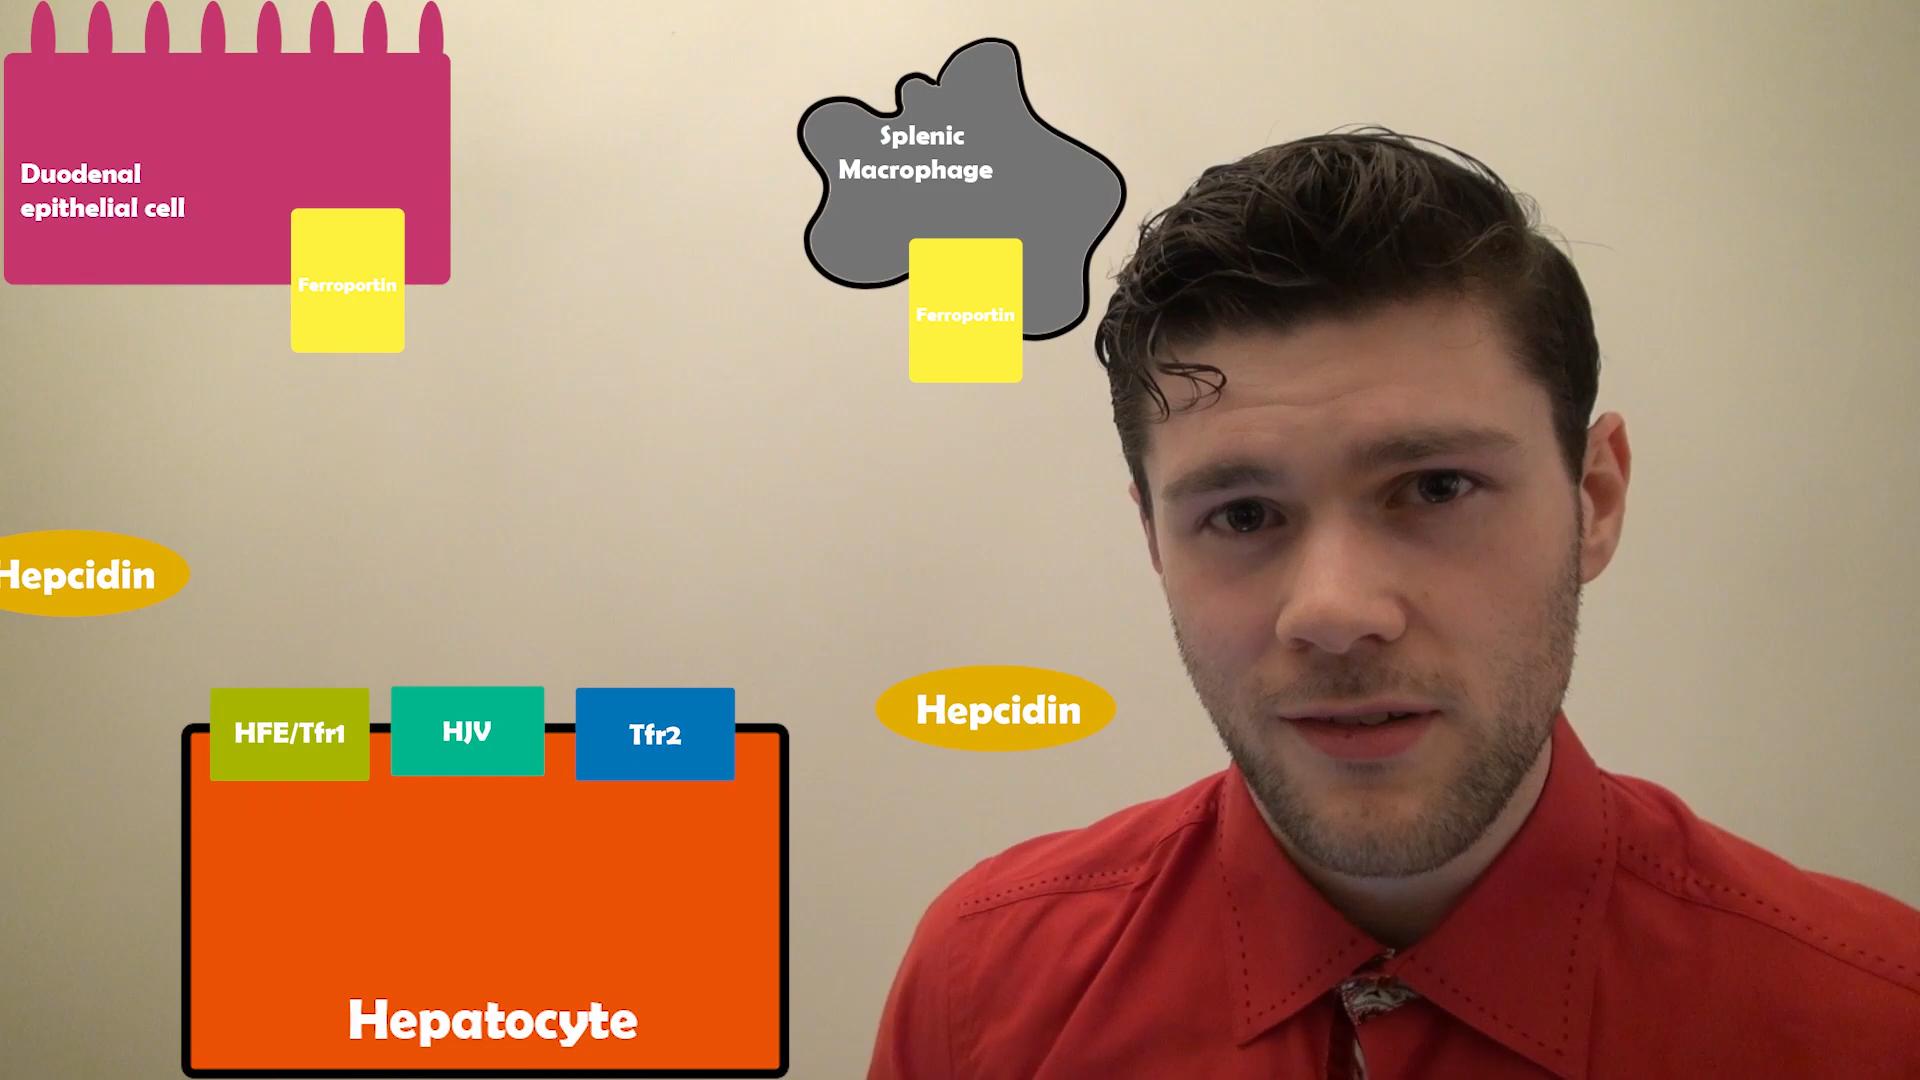 Splenic
Macrophage
Duodenal
epithelial cell
Ferroportin
Ferroportin
Hepcidin
Hepcidin
HFE/Tfr1
HJV
Tfr2
Hepatocyte